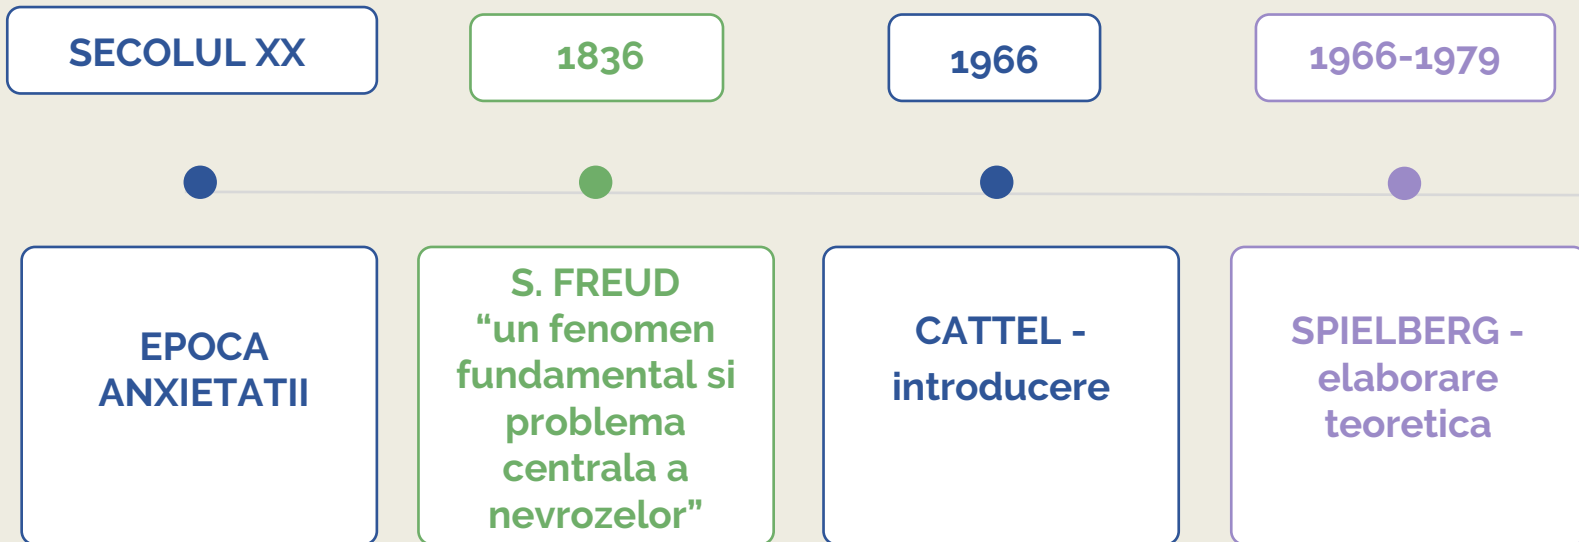 SECOLUL XX
1836
1966
1966-1979
EPOCA
ANXIETATII
S. FREUD
“un fenomen
fundamental si
problema
centrala a
nevrozelor”
CATTEL -
introducere
SPIELBERG -
elaborare
teoretica